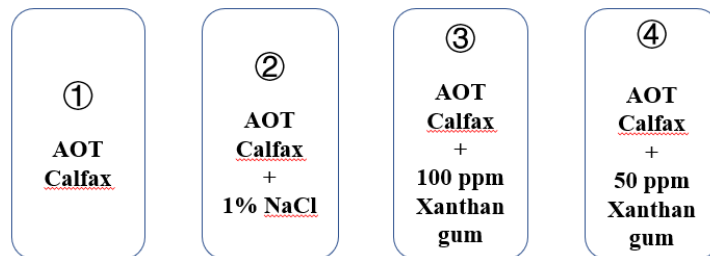 ①
AOT
Calfax
②
AOT
Calfax
+
1% NaCl
③
AOT
Calfax
+
100 ppm
Xanthan
gum
④
AOT
Calfax
+
50 ppm
Xanthan
gum